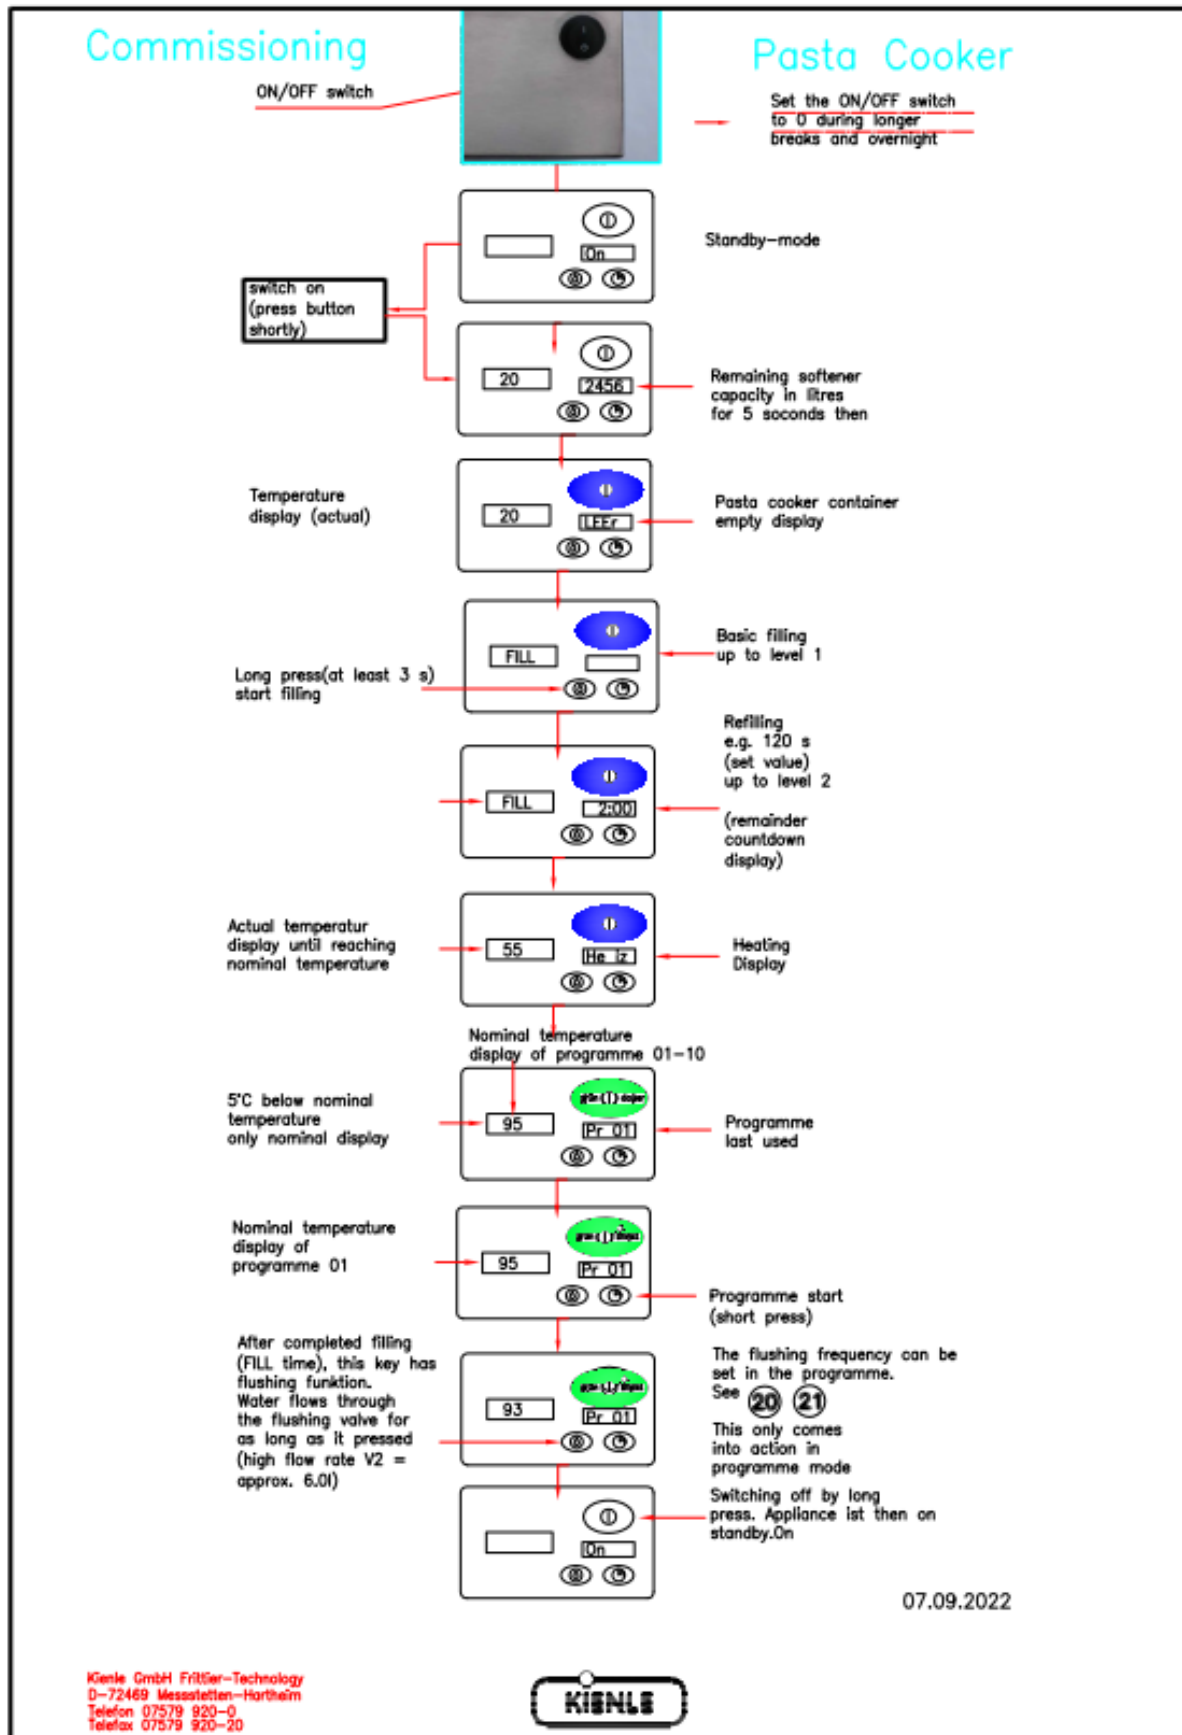 Commissioning
Pasta Cooker
ON/OFF switch
Set the ON/OFF switch
to 0 during longer
breaks and overnight
On
Standby-mode
switch on
(press button
shortly)
20
2456
Remaining softener
capacity in litres
for 5 soconds then
Temperature
display (actual)
20
LEEr
Pasta cooker container
empty display
FILL
Basic filling
up to level 1
Long press(at least 3 s)
start filling
Refilling
e.g. 120 s
(set value)
up to level 2
FILL
2:00
(remainder
countdown
display)
Actual temperatur
display until reaching
nominal temperature
55
He iz
Heating
Display
Nominal temperature
display of programme 01-10
5°C below nominal
temperature
only nominal display
95
Pr 01
Programme
last used
Nominal temperature
display of
programme 01
95
Pr 01
Programme start
(short press)
After completed filling
(FILL time), this key has
flushing funktion.
Water flows through
the flushing valve for
as long as it pressed
(high flow rate V2 =
approx. 6.0l)
93
Pr 01
The flushing frequency can be
set in the programme.
See 20 21
This only comes
into action in
programme mode
Switching off by long
press. Appliance ist then on
standby.On
On
07.09.2022
Kienle GmbH Frittier-Technology
D-72469 Messstetten-Hartheim
Telefon 07579 920-0
Telefax 07579 920-20
KIENLE